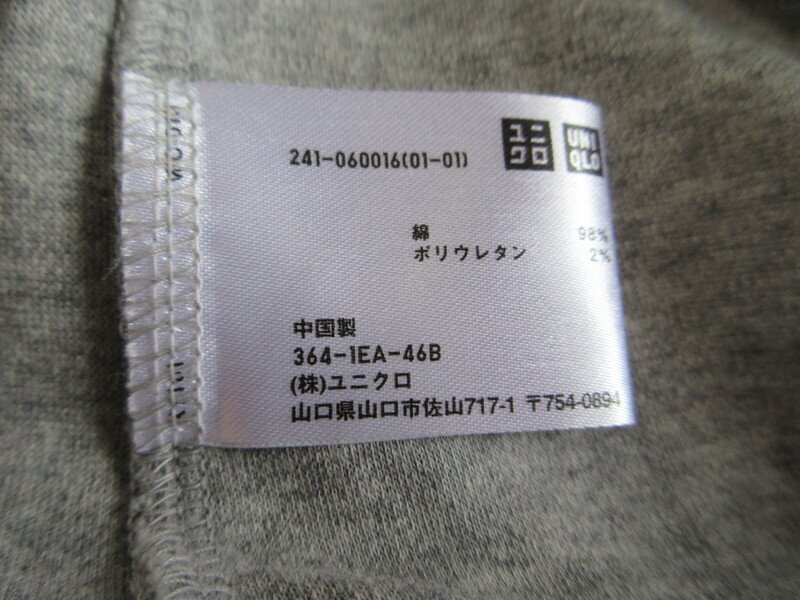 ユニクロ
UNIQLO
241-060016(01-01)
綿 98%
ポリウレタン 2%
中国製
364-1EA-46B
(株)ユニクロ
山口県山口市佐山717-1 〒754-0894